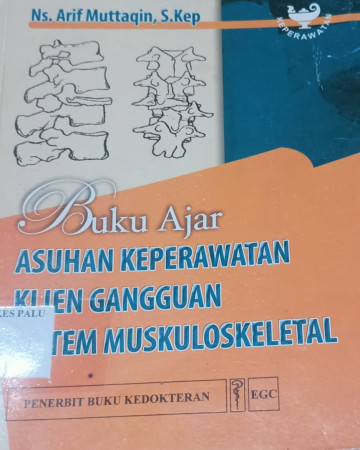 Ns. Arif Muttaqin, S.Kep
KEPERAWATAN
Buku Ajar
ASUHAN KEPERAWATAN
KLIEN GANGGUAN
TEM MUSKULOSKELETAL
KES PALU
PENERBIT BUKU KEDOKTERAN
EGC